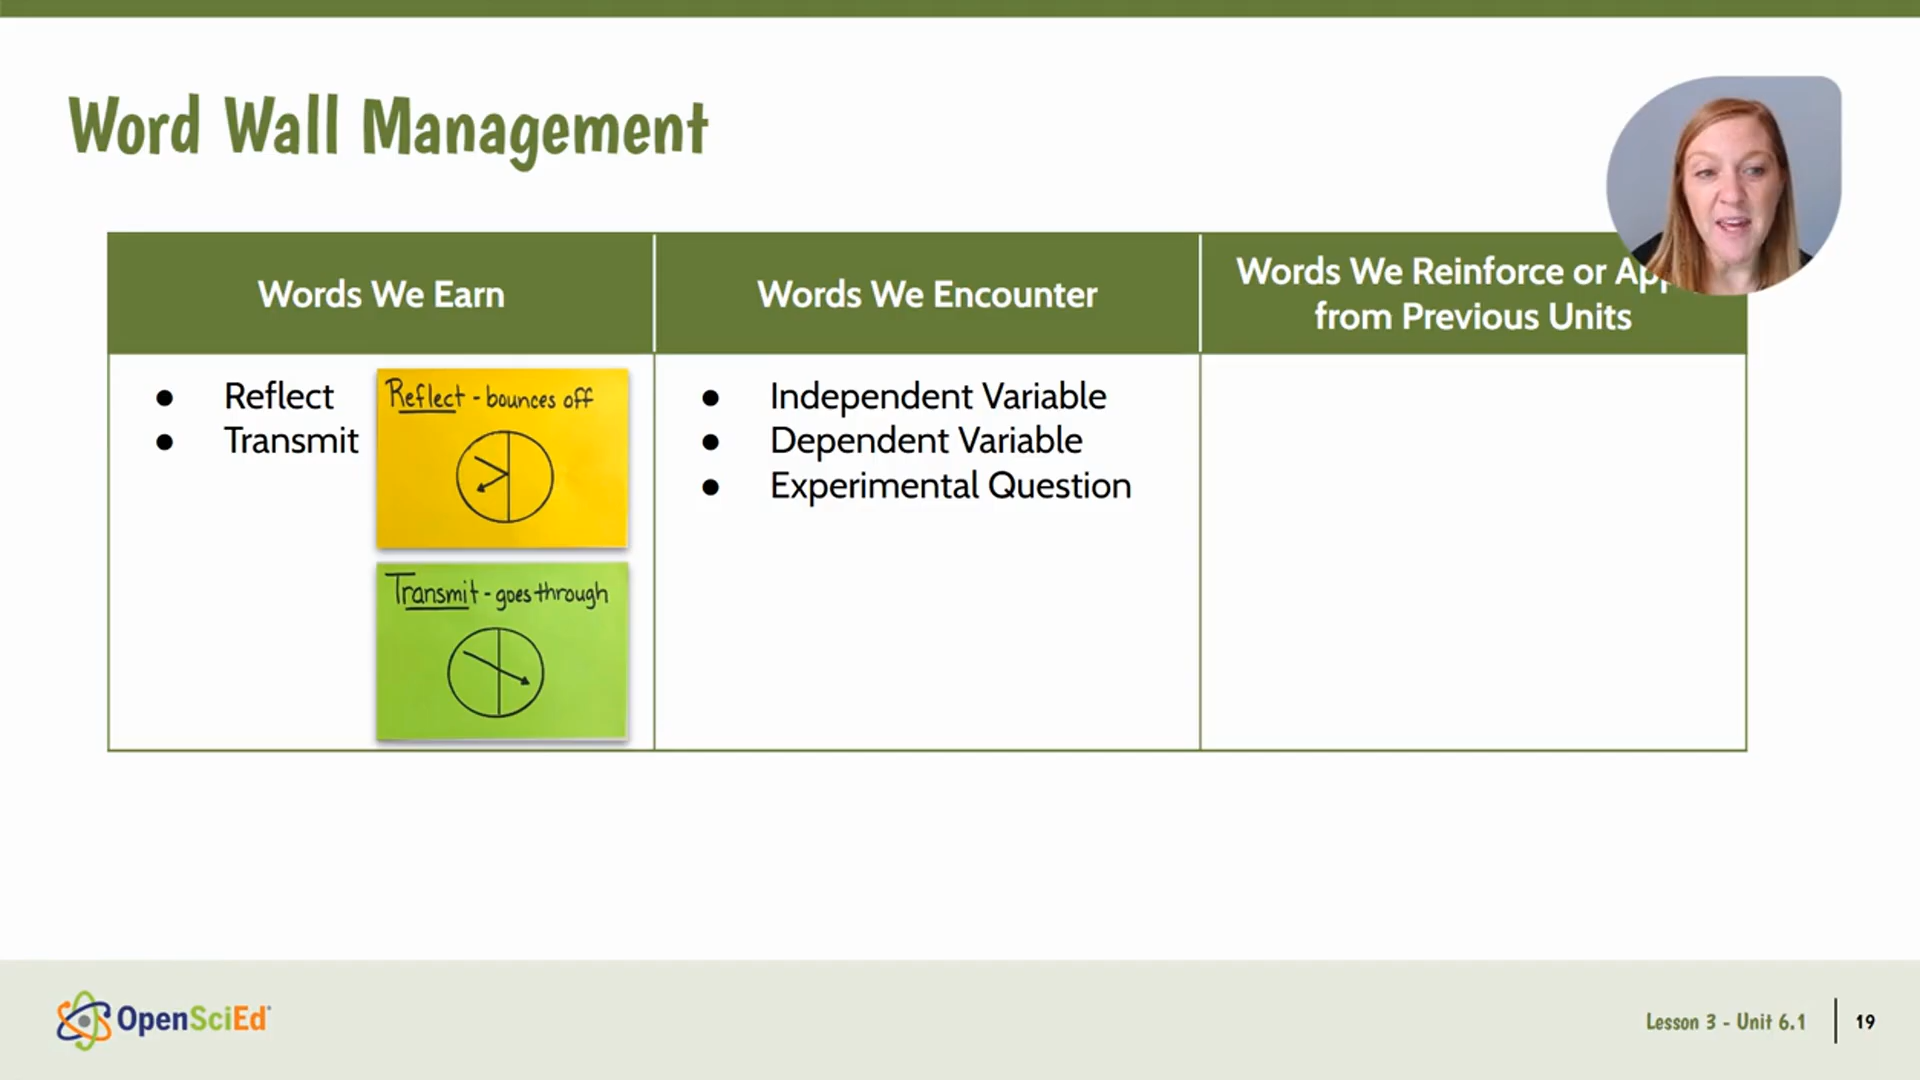 Word Wall Management
Words We Earn
Words We Encounter
Words We Reinforce or
from Previous Units
Reflect
Transmit
Reflect - bounces off
Transmit - goes through
Independent Variable
Dependent Variable
Experimental Question
OpenSciEd
Lesson 3 - Unit 6.1
19